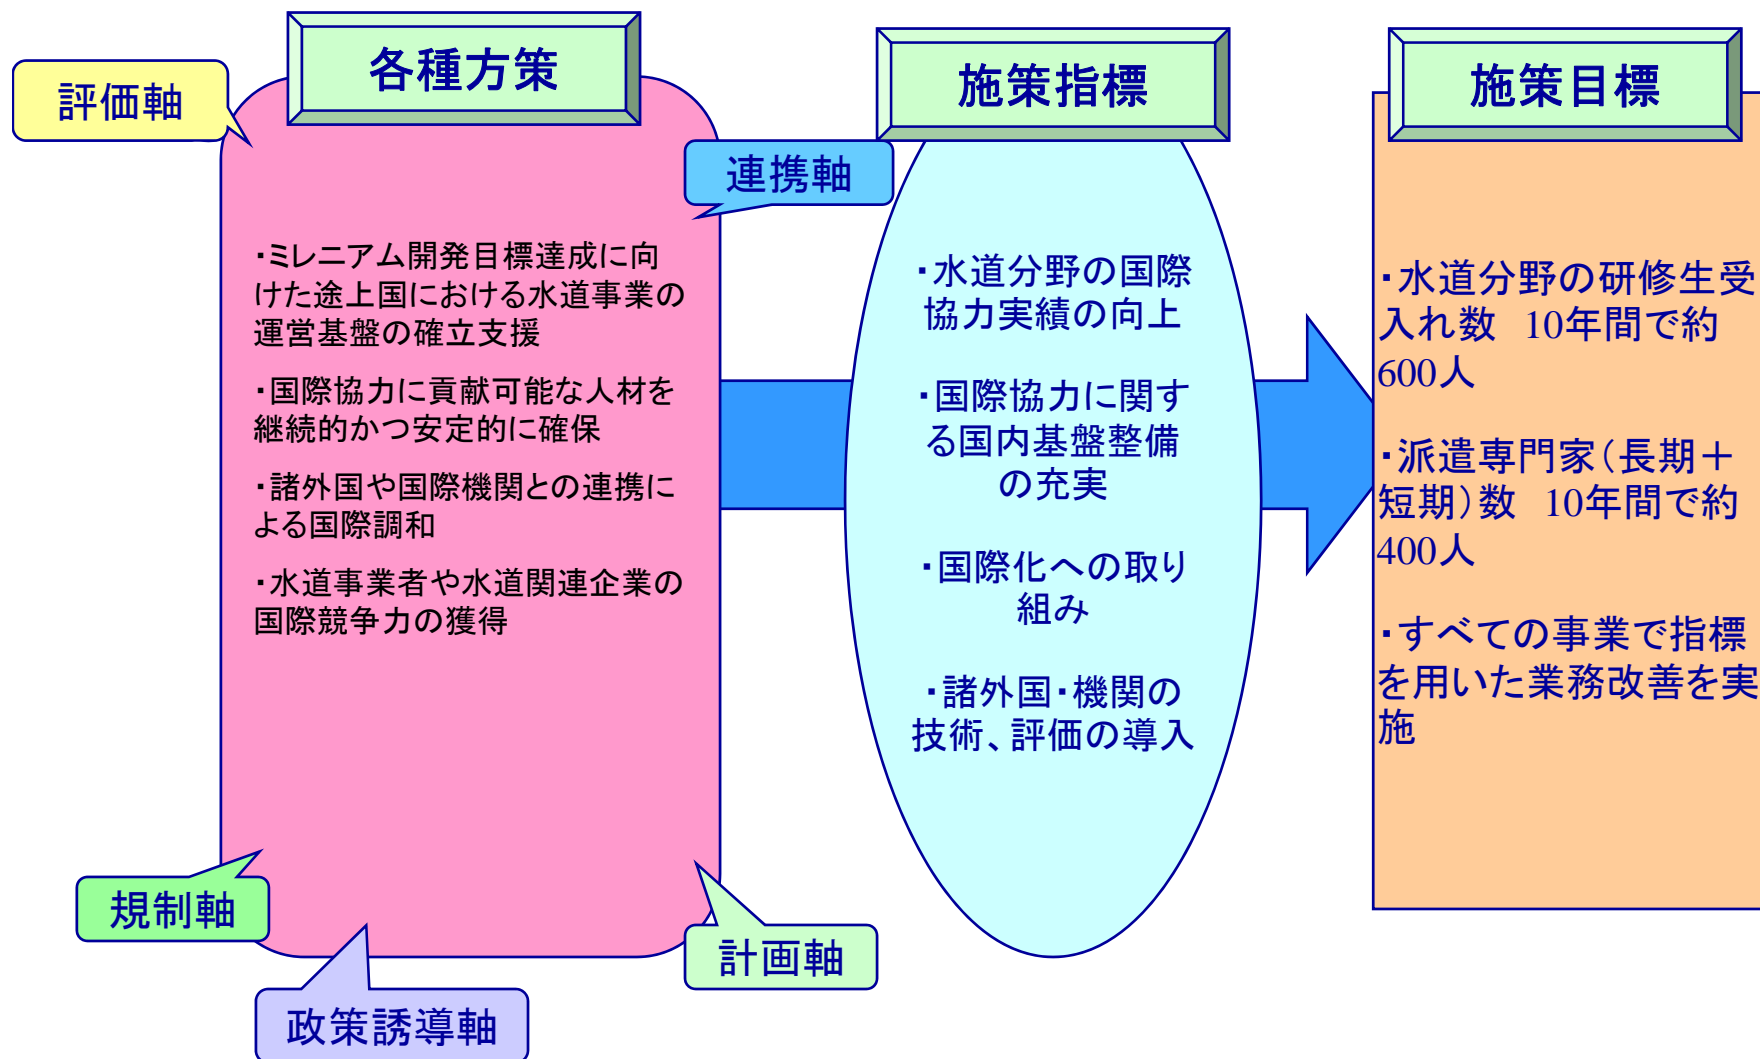 各種方策
評価軸
連携軸
・ミレニアム開発目標達成に向
けた途上国における水道事業の
運営基盤の確立支援
・国際協力に貢献可能な人材を
継続的かつ安定的に確保
・諸外国や国際機関との連携に
よる国際調和
・水道事業者や水道関連企業の
国際競争力の獲得
規制軸
計画軸
政策誘導軸
施策指標
・水道分野の国際
協力実績の向上
・国際協力に関す
る国内基盤整備
の充実
・国際化への取り
組み
・諸外国・機関の
技術、評価の導入
施策目標
・水道分野の研修生受
入れ数　10年間で約
600人
・派遣専門家（長期＋
短期）数　10年間で約
400人
・すべての事業で指標
を用いた業務改善を実
施